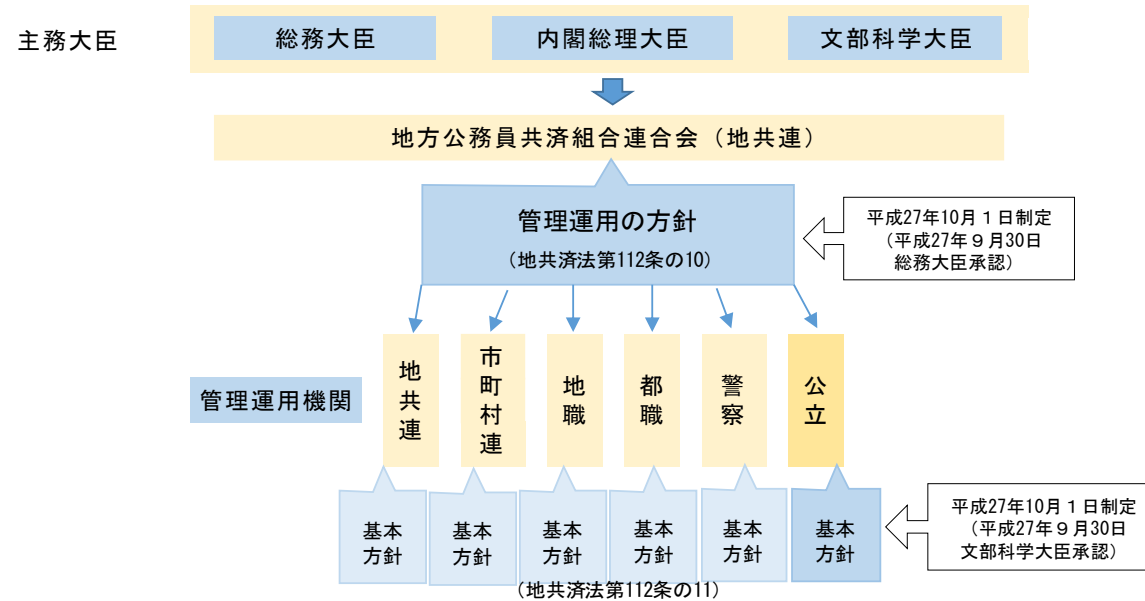 主務大臣
総務大臣
内閣総理大臣
文部科学大臣
地方公務員共済組合連合会（地共連）
管理運用の方針
(地共済法第112条の10)
平成27年10月１日制定
（平成27年９月30日
総務大臣承認）
管理運用機関
地共連
市町村連
地職
都職
警察
公立
基本
方針
基本
方針
基本
方針
基本
方針
基本
方針
基本
方針
平成27年10月１日制定
（平成27年９月30日
文部科学大臣承認）
(地共済法第112条の11)